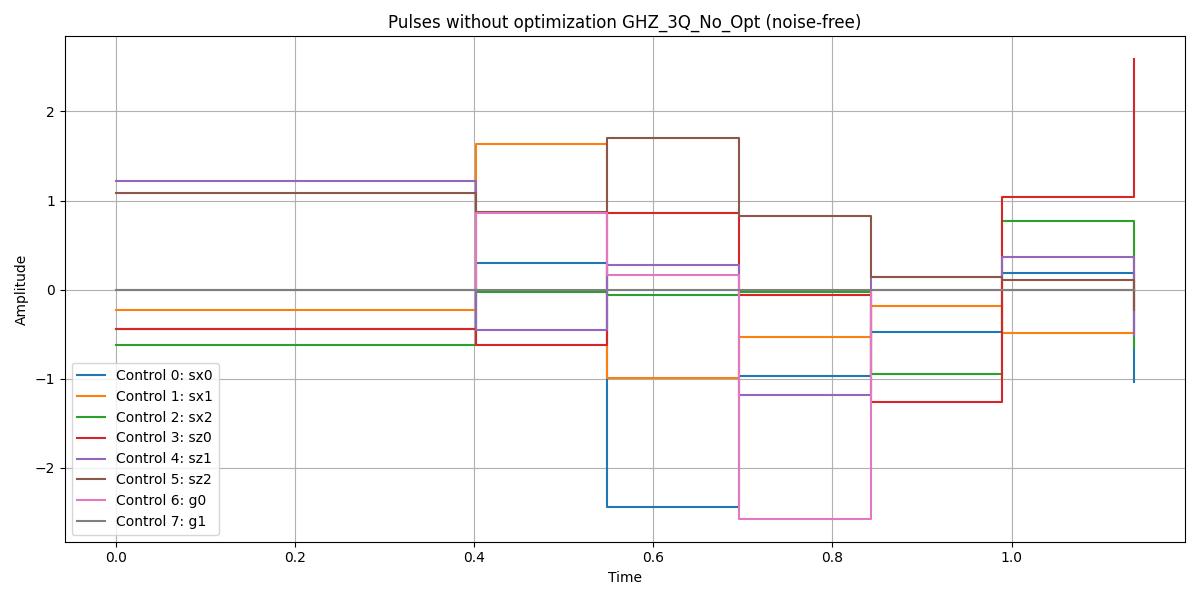 Pulses without optimization GHZ_3Q_No_Opt (noise-free)
Amplitude
2
1
0
−1
−2
Control 0: sx0
Control 1: sx1
Control 2: sx2
Control 3: sz0
Control 4: sz1
Control 5: sz2
Control 6: g0
Control 7: g1
0.0 0.2 0.4 0.6 0.8 1.0
Time